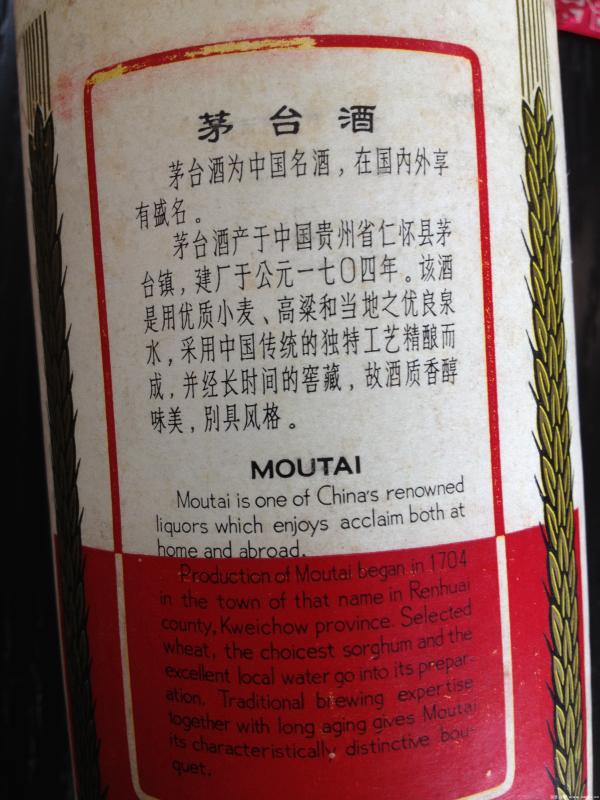 茅台酒
茅台酒为中国名酒，在国内外享
有盛名。
茅台酒产于中国贵州省仁怀县茅
台镇，建厂于公元一七〇四年。该酒
是用优质小麦、高粱和当地之优良泉
水，采用中国传统的独特工艺精酿而
成，并经长时间的窖藏，故酒质香醇
味美，别具风格。
MOUTAI
Moutai is one of China's renowned
liquors which enjoys acclaim both at
home and abroad.
Production of Moutai began in 1704
in the town of that name in Renhuai
county, Kweichow province. Selected
wheat, the choicest sorghum and the
excellent local water go into its prepar-
ation. Traditional brewing expertise
together with long aging gives Moutai
its characteristically distinctive bou-
quet.